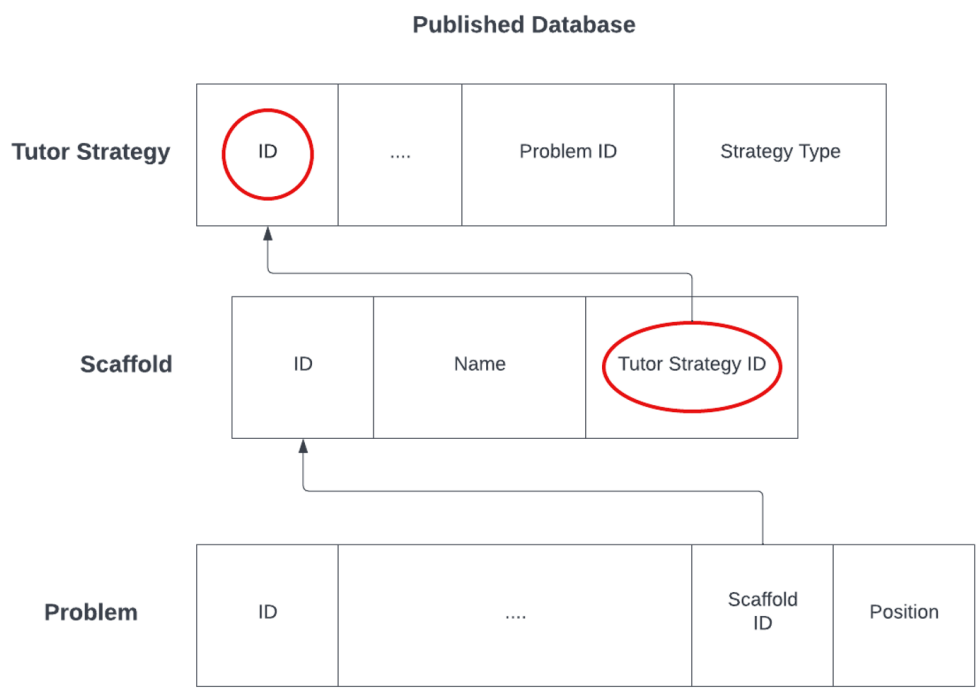 Published Database
Tutor Strategy
ID
....
Problem ID
Strategy Type
Scaffold
ID
Name
Tutor Strategy ID
Problem
ID
....
Scaffold
ID
Position